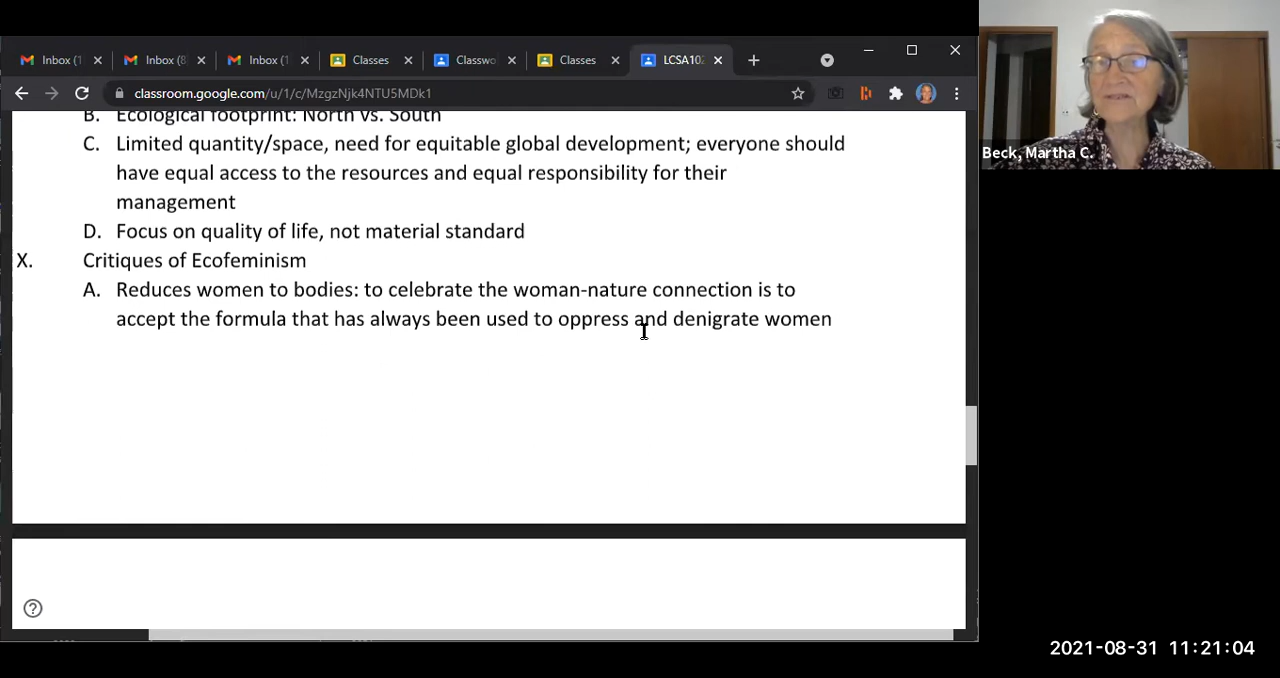 Inbox (1
Inbox (8
Inbox (1
Classes
Classwo
Classes
LCSA102
classroom.google.com/u/1/c/MzgzNjk4NTU5MDk1
B. Ecological footprint: North vs. South
C. Limited quantity/space, need for equitable global development; everyone should
have equal access to the resources and equal responsibility for their
management
D. Focus on quality of life, not material standard
X. Critiques of Ecofeminism
A. Reduces women to bodies: to celebrate the woman-nature connection is to
accept the formula that has always been used to oppress and denigrate women
Beck, Martha C.
2021-08-31 11:21:04